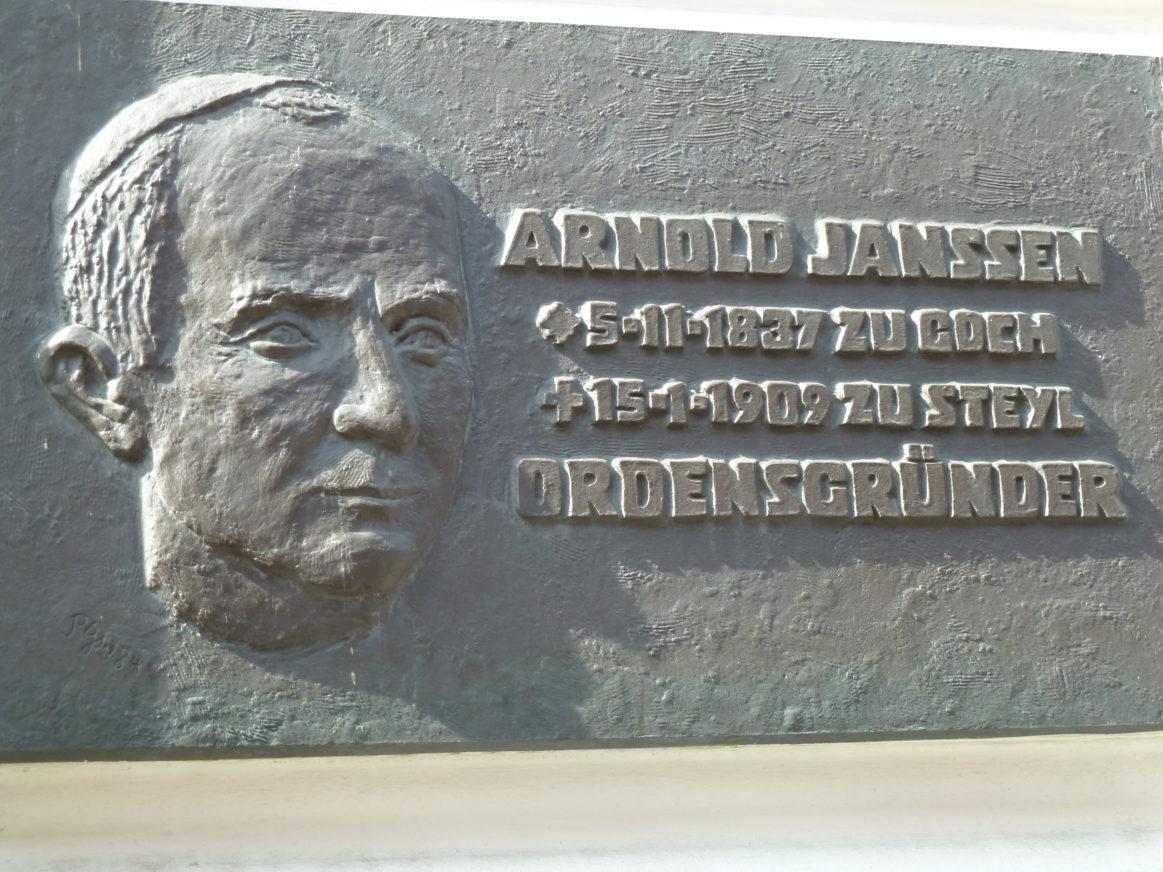 ARNOLD JANSSEN
5·11·1837 ZU GOCH
✝15·1·1909 ZU STEYL
ORDENSGRÜNDER